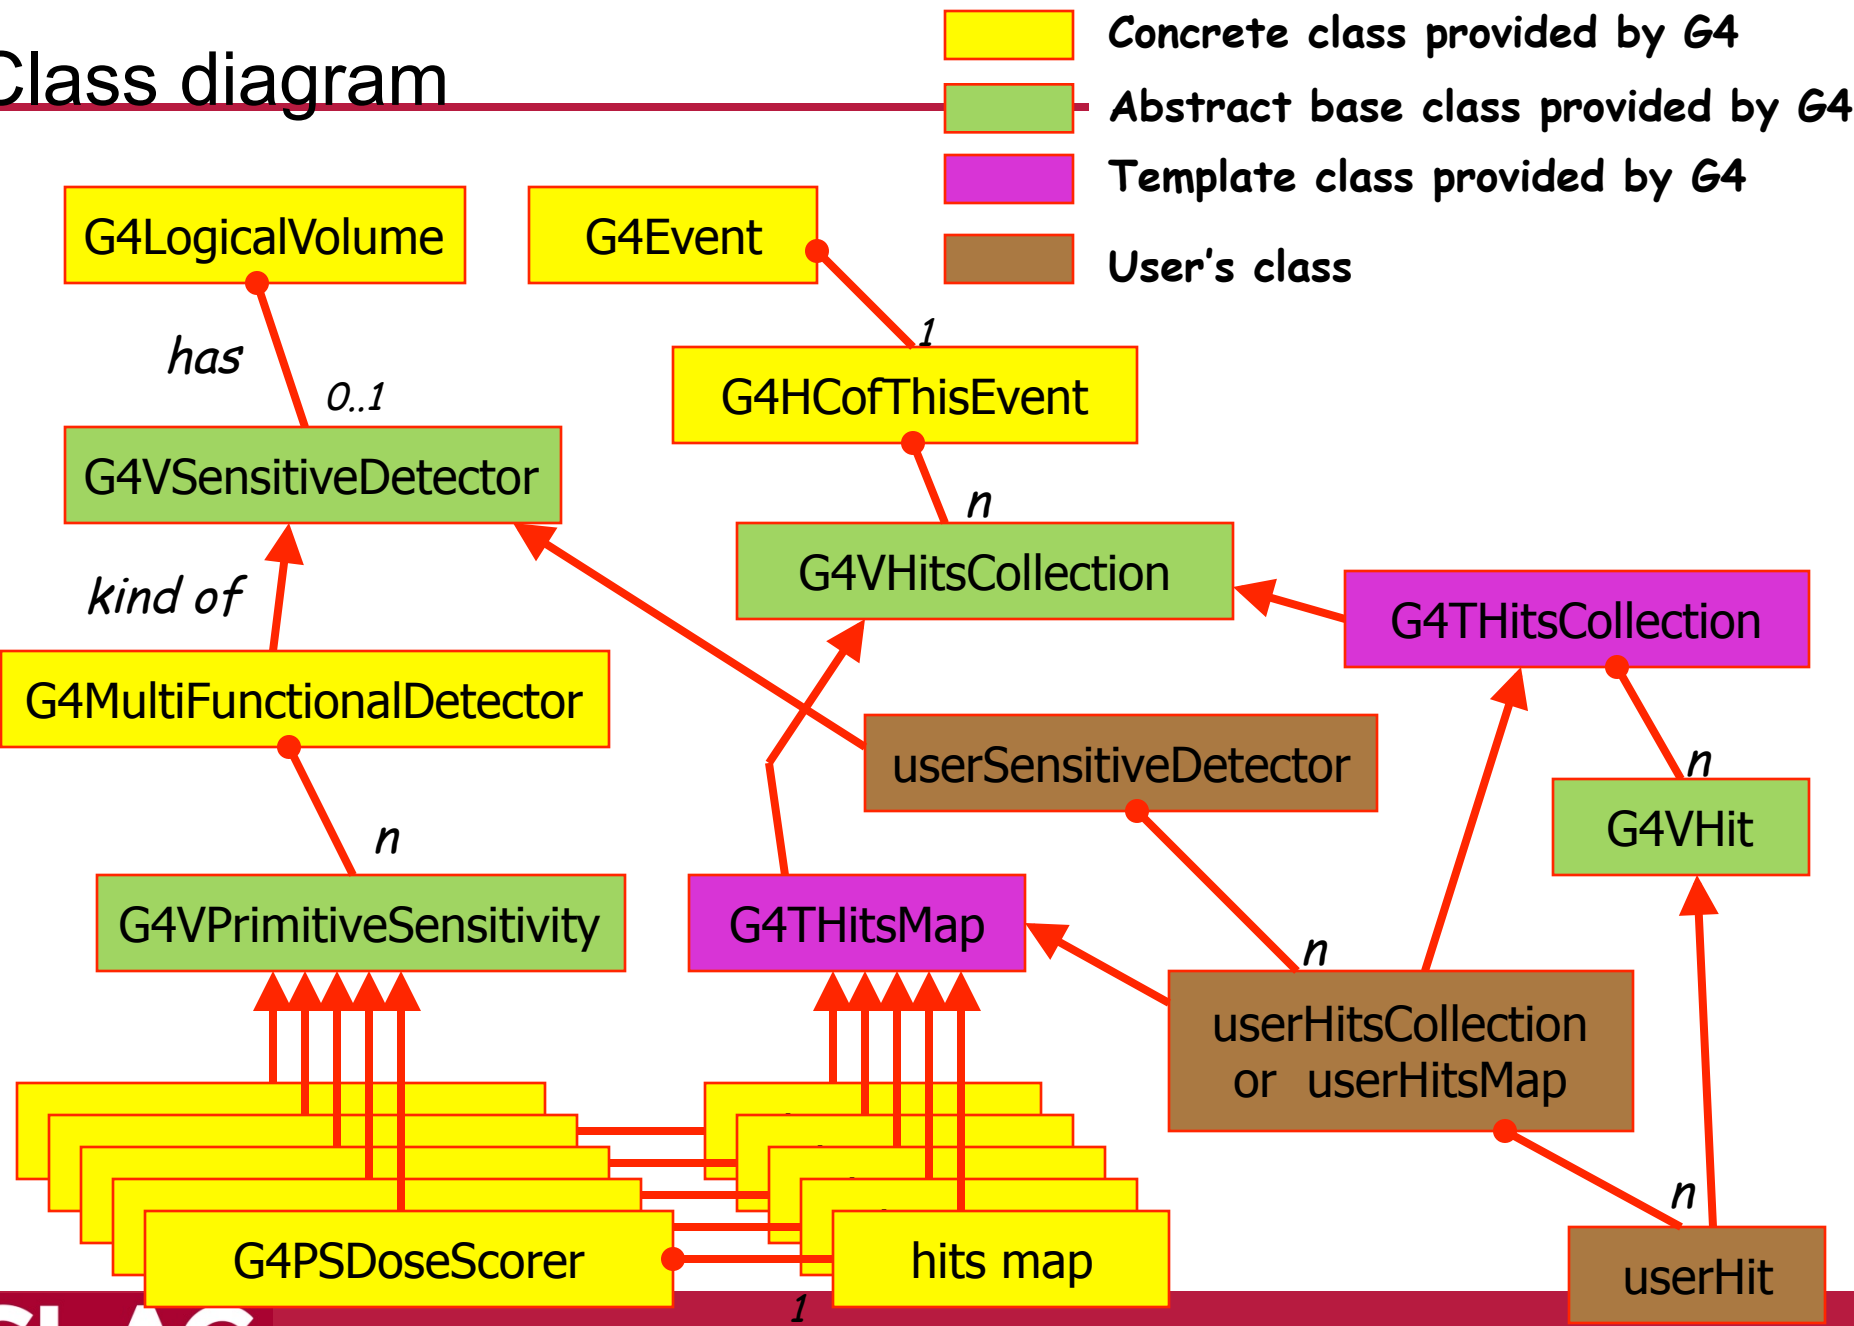 Class diagram
Concrete class provided by G4
Abstract base class provided by G4
Template class provided by G4
User's class
G4LogicalVolume
G4Event
has
0..1
1
G4HCofThisEvent
G4VSensitiveDetector
n
G4VHitsCollection
kind of
G4THitsCollection
G4MultiFunctionalDetector
userSensitiveDetector
n
G4VHit
n
G4VPrimitiveSensitivity
G4THitsMap
n
userHitsCollection
or userHitsMap
n
G4PSDoseScorer
hits map
userHit
1